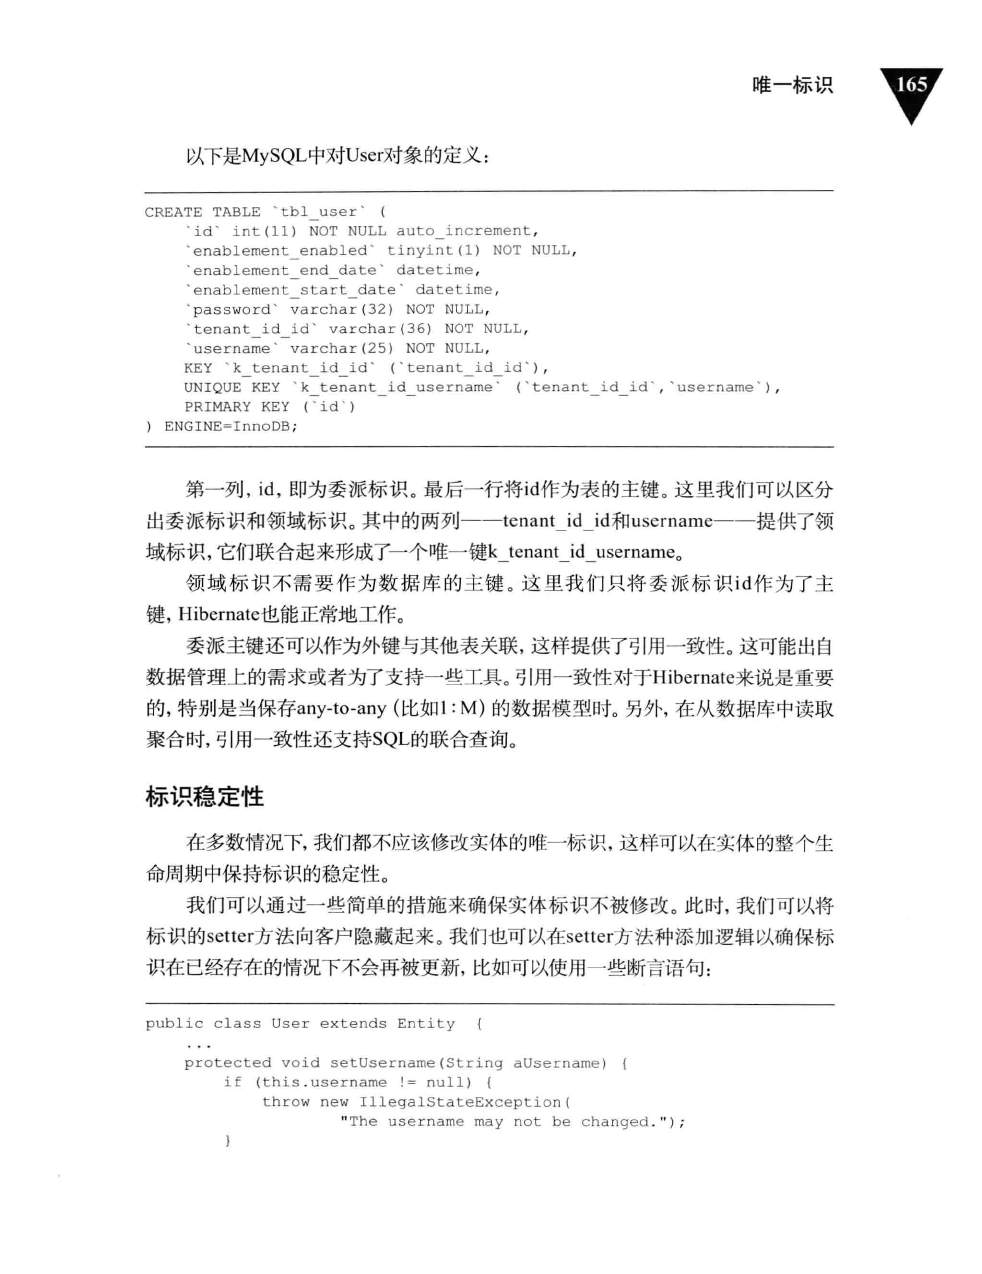 唯一标识 165
以下是MySQL中对User对象的定义：
CREATE TABLE `tbl_user` (
    `id` int(11) NOT NULL auto_increment,
    `enablement_enabled` tinyint(1) NOT NULL,
    `enablement_end_date` datetime,
    `enablement_start_date` datetime,
    `password` varchar(32) NOT NULL,
    `tenant_id_id` varchar(36) NOT NULL,
    `username` varchar(25) NOT NULL,
    KEY `k_tenant_id_id` (`tenant_id_id`),
    UNIQUE KEY `k_tenant_id_username` (`tenant_id_id`,`username`),
    PRIMARY KEY (`id`)
) ENGINE=InnoDB;
第一列，id，即为委派标识。最后一行将id作为表的主键。这里我们可以区分
出委派标识和领域标识。其中的两列——tenant_id_id和username——提供了领
域标识，它们联合起来形成了一个唯一键k_tenant_id_username。
领域标识不需要作为数据库的主键。这里我们只将委派标识id作为了主
键，Hibernate也能正常地工作。
委派主键还可以作为外键与其他表关联，这样提供了引用一致性。这可能出自
数据管理上的需求或者为了支持一些工具。引用一致性对于Hibernate来说是重要
的，特别是当保存any-to-any（比如1:M）的数据模型时。另外，在从数据库中读取
聚合时，引用一致性还支持SQL的联合查询。
标识稳定性
在多数情况下，我们都不应该修改实体的唯一标识，这样可以在实体的整个生
命周期中保持标识的稳定性。
我们可以通过一些简单的措施来确保实体标识不被修改。此时，我们可以将
标识的setter方法向客户隐藏起来。我们也可以在setter方法种添加逻辑以确保标
识在已经存在的情况下不会再被更新，比如可以使用一些断言语句：
public class User extends Entity  {
    ...
    protected void setUsername(String aUsername) {
        if (this.username != null) {
            throw new IllegalStateException(
                    "The username may not be changed.");
        }